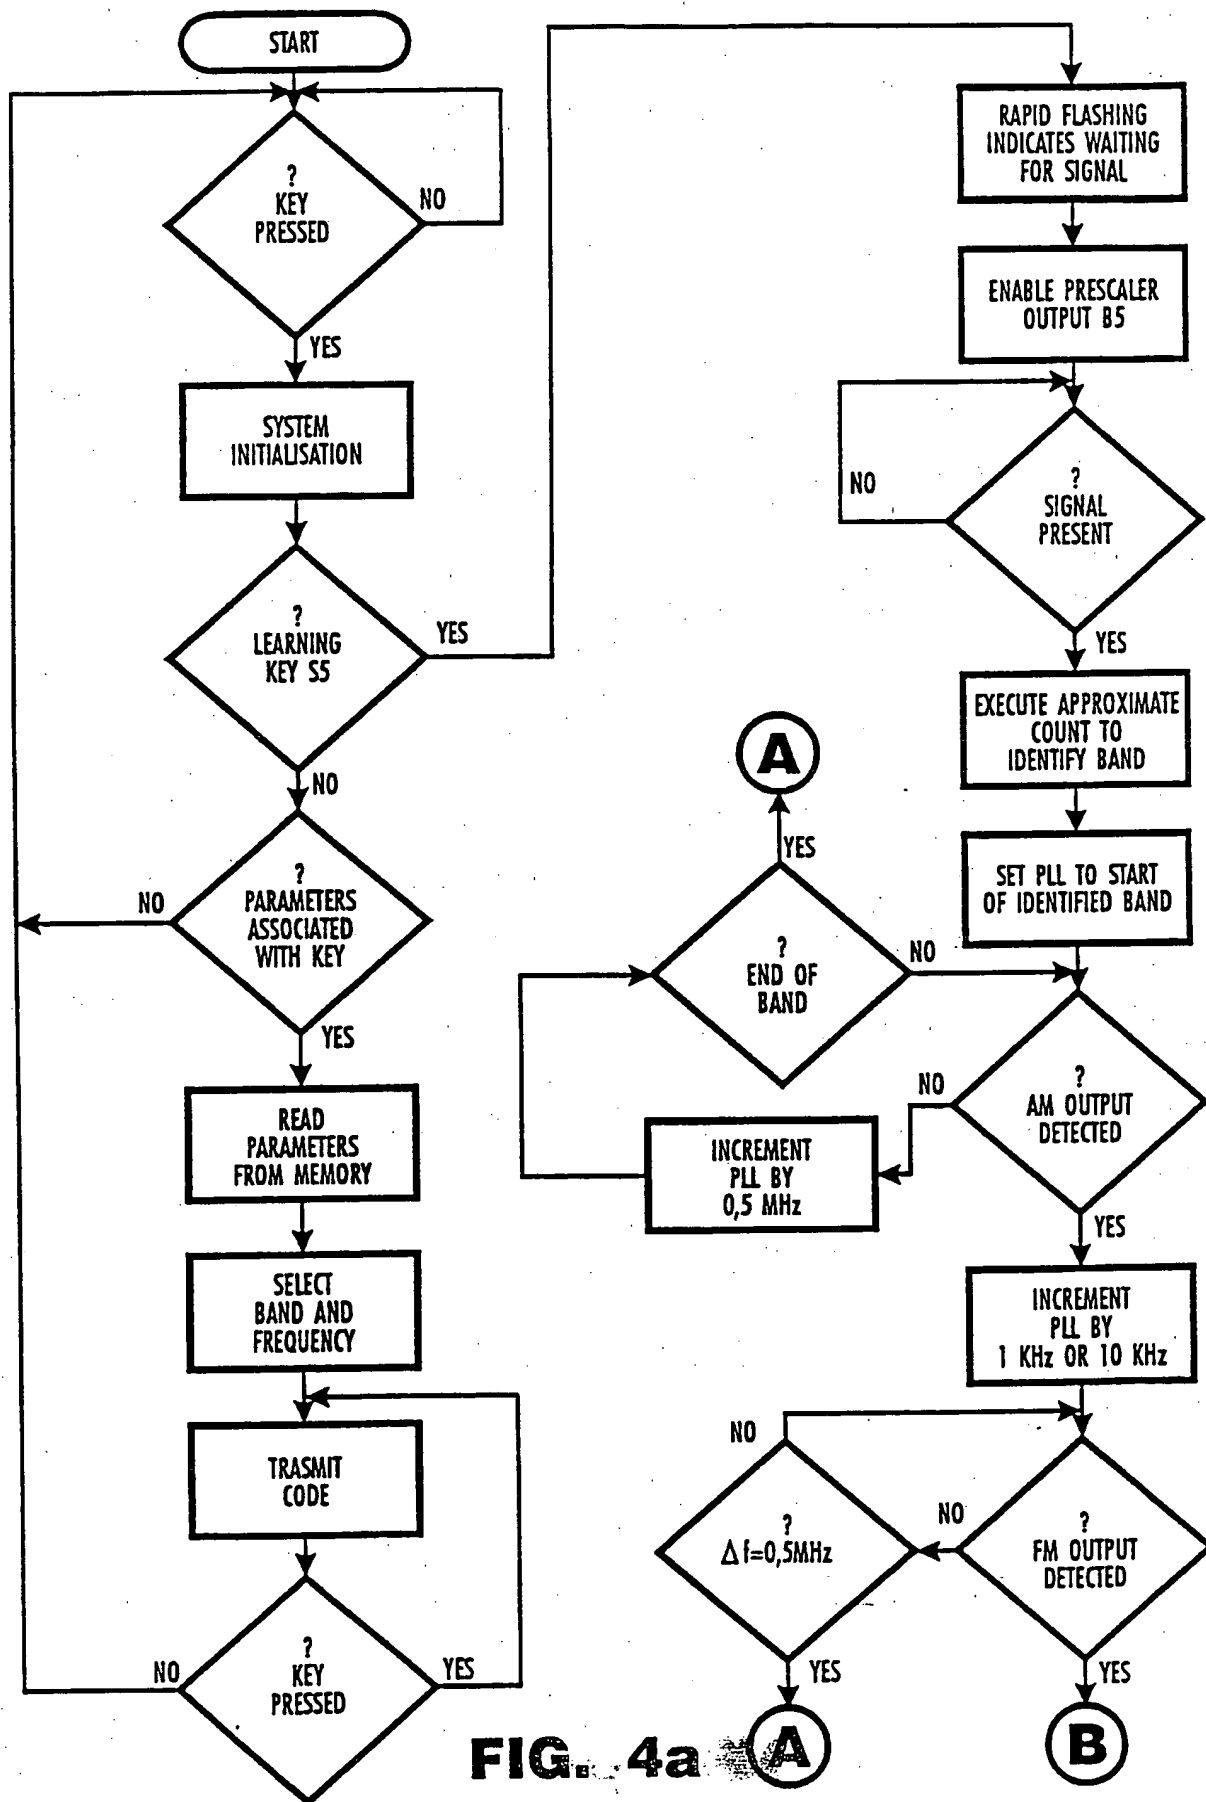 START
?
KEY
PRESSED
NO
YES
SYSTEM
INITIALISATION
?
LEARNING
KEY S5
YES
NO
?
PARAMETERS
ASSOCIATED
WITH KEY
NO
YES
READ
PARAMETERS
FROM MEMORY
SELECT
BAND AND
FREQUENCY
TRASMIT
CODE
?
KEY
PRESSED
NO
YES
RAPID FLASHING
INDICATES WAITING
FOR SIGNAL
ENABLE PRESCALER
OUTPUT B5
?
SIGNAL
PRESENT
NO
YES
EXECUTE APPROXIMATE
COUNT TO
IDENTIFY BAND
SET PLL TO START
OF IDENTIFIED BAND
A
YES
?
END OF
BAND
NO
?
AM OUTPUT
DETECTED
NO
YES
INCREMENT
PLL BY
0,5 MHz
INCREMENT
PLL BY
1 KHz OR 10 KHz
?
FM OUTPUT
DETECTED
NO
YES
?
Δf=0,5MHz
NO
YES
A
B
FIG. 4a